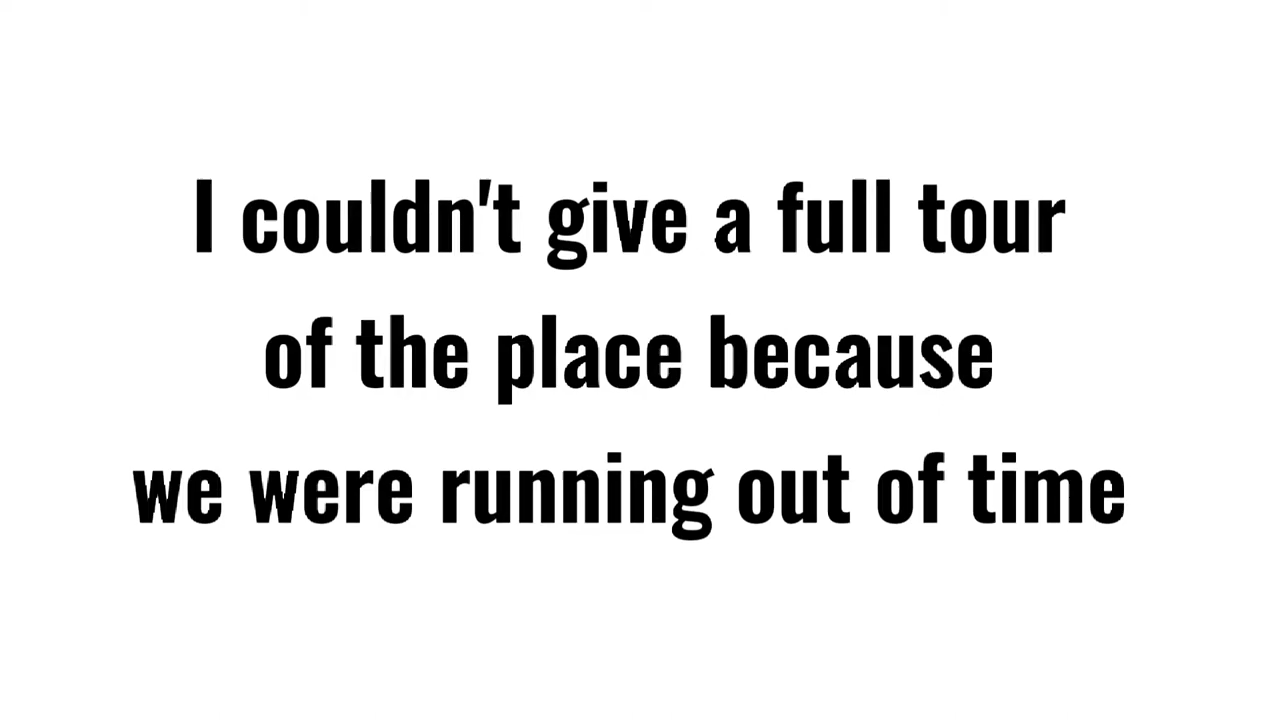 I couldn't give a full tour
of the place because
we were running out of time